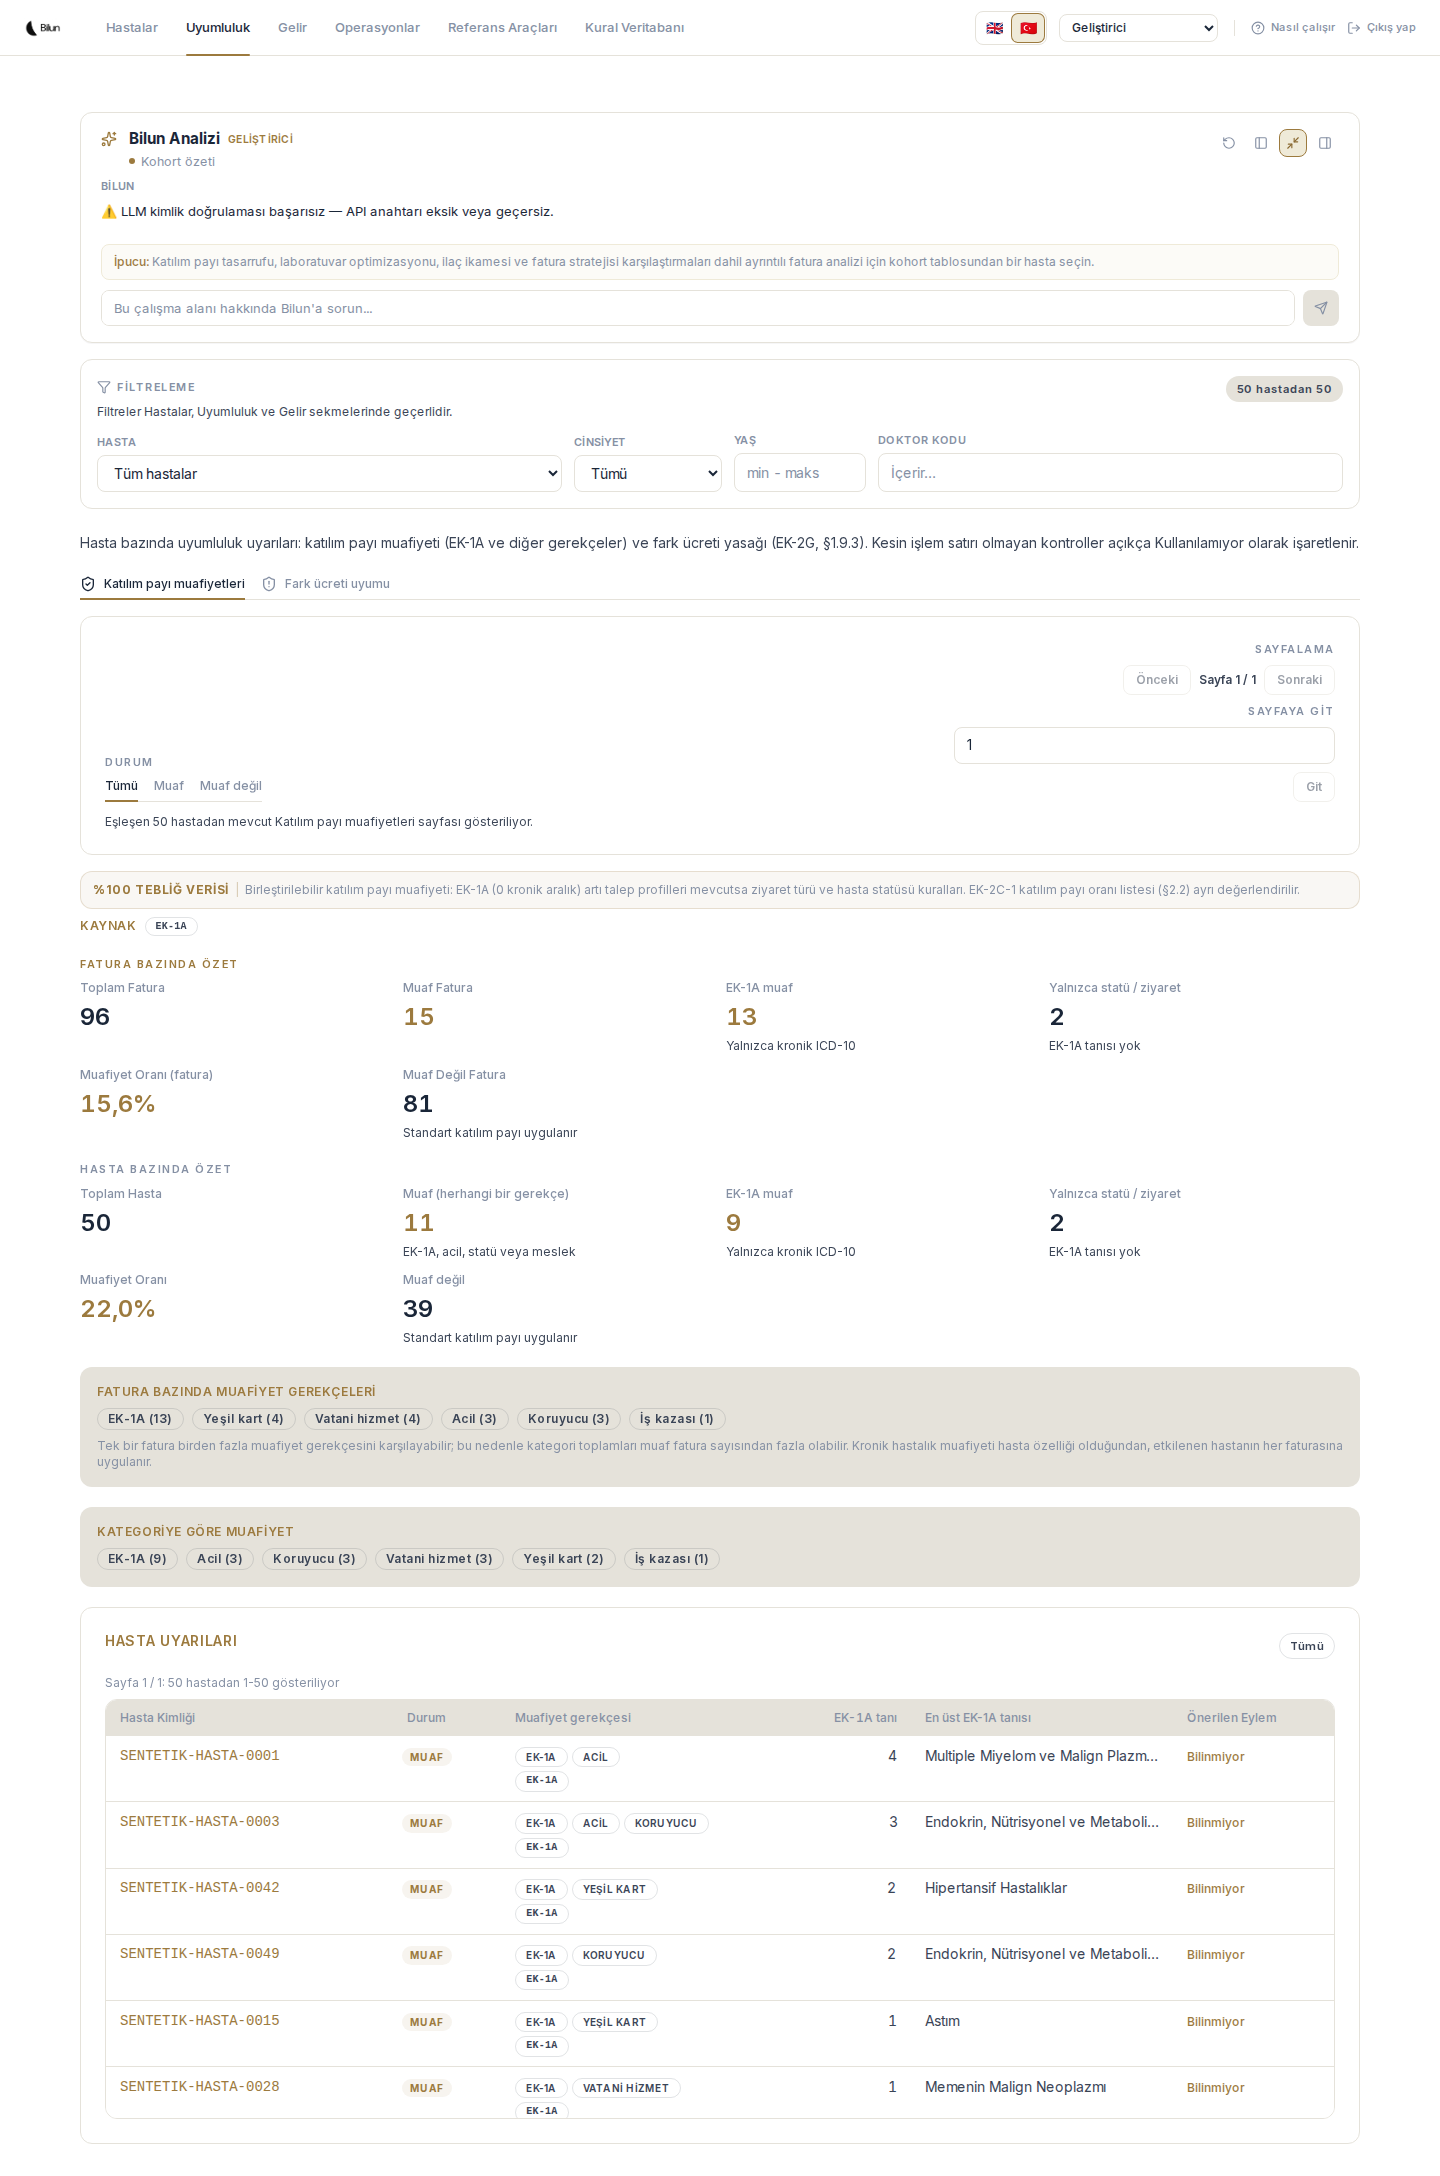 Bilun
Hastalar Uyumluluk Gelir Operasyonlar Referans Araçları Kural Veritabanı
Geliştirici
Nasıl çalışır
Çıkış yap
Bilun Analizi GELİŞTİRİCİ
Kohort özeti
BİLUN
⚠️ LLM kimlik doğrulaması başarısız — API anahtarı eksik veya geçersiz.
İpucu: Katılım payı tasarrufu, laboratuvar optimizasyonu, ilaç ikamesi ve fatura stratejisi karşılaştırmaları dahil ayrıntılı fatura analizi için kohort tablosundan bir hasta seçin.
Bu çalışma alanı hakkında Bilun'a sorun...
FİLTRELEME
50 hastadan 50
Filtreler Hastalar, Uyumluluk ve Gelir sekmelerinde geçerlidir.
HASTA CİNSİYET YAŞ DOKTOR KODU
Tüm hastalar Tümü min - maks İçerir...
Hasta bazında uyumluluk uyarıları: katılım payı muafiyeti (EK-1A ve diğer gerekçeler) ve fark ücreti yasağı (EK-2G, §1.9.3). Kesin işlem satırı olmayan kontroller açıkça Kullanılamıyor olarak işaretlenir.
Katılım payı muafiyetleri Fark ücreti uyumu
SAYFALAMA
Önceki Sayfa 1 / 1 Sonraki
SAYFAYA GİT
1
Git
DURUM
Tümü Muaf Muaf değil
Eşleşen 50 hastadan mevcut Katılım payı muafiyetleri sayfası gösteriliyor.
%100 TEBLİĞ VERİSİ | Birleştirilebilir katılım payı muafiyeti: EK-1A (0 kronik aralık) artı talep profilleri mevcutsa ziyaret türü ve hasta statüsü kuralları. EK-2C-1 katılım payı oranı listesi (§2.2) ayrı değerlendirilir.
KAYNAK EK-1A
FATURA BAZINDA ÖZET
Toplam Fatura Muaf Fatura EK-1A muaf Yalnızca statü / ziyaret
96 15 13 2
Yalnızca kronik ICD-10 EK-1A tanısı yok
Muafiyet Oranı (fatura) Muaf Değil Fatura
15,6% 81
Standart katılım payı uygulanır
HASTA BAZINDA ÖZET
Toplam Hasta Muaf (herhangi bir gerekçe) EK-1A muaf Yalnızca statü / ziyaret
50 11 9 2
EK-1A, acil, statü veya meslek Yalnızca kronik ICD-10 EK-1A tanısı yok
Muafiyet Oranı Muaf değil
22,0% 39
Standart katılım payı uygulanır
FATURA BAZINDA MUAFİYET GEREKÇELERİ
EK-1A (13) Yeşil kart (4) Vatani hizmet (4) Acil (3) Koruyucu (3) İş kazası (1)
Tek bir fatura birden fazla muafiyet gerekçesini karşılayabilir; bu nedenle kategori toplamları muaf fatura sayısından fazla olabilir. Kronik hastalık muafiyeti hasta özelliği olduğundan, etkilenen hastanın her faturasına
uygulanır.
KATEGORİYE GÖRE MUAFİYET
EK-1A (9) Acil (3) Koruyucu (3) Vatani hizmet (3) Yeşil kart (2) İş kazası (1)
HASTA UYARILARI
Tümü
Sayfa 1 / 1: 50 hastadan 1-50 gösteriliyor
Hasta Kimliği Durum Muafiyet gerekçesi EK-1A tanı En üst EK-1A tanısı Önerilen Eylem
SENTETIK-HASTA-0001 MUAF EK-1A ACİL 4 Multiple Miyelom ve Malign Plazm... Bilinmiyor
EK-1A
SENTETIK-HASTA-0003 MUAF EK-1A ACİL KORUYUCU 3 Endokrin, Nütrisyonel ve Metaboli... Bilinmiyor
EK-1A
SENTETIK-HASTA-0042 MUAF EK-1A YEŞİL KART 2 Hipertansif Hastalıklar Bilinmiyor
EK-1A
SENTETIK-HASTA-0049 MUAF EK-1A KORUYUCU 2 Endokrin, Nütrisyonel ve Metaboli... Bilinmiyor
EK-1A
SENTETIK-HASTA-0015 MUAF EK-1A YEŞİL KART 1 Astım Bilinmiyor
EK-1A
SENTETIK-HASTA-0028 MUAF EK-1A VATANİ HİZMET 1 Memenin Malign Neoplazmı Bilinmiyor
EK-1A